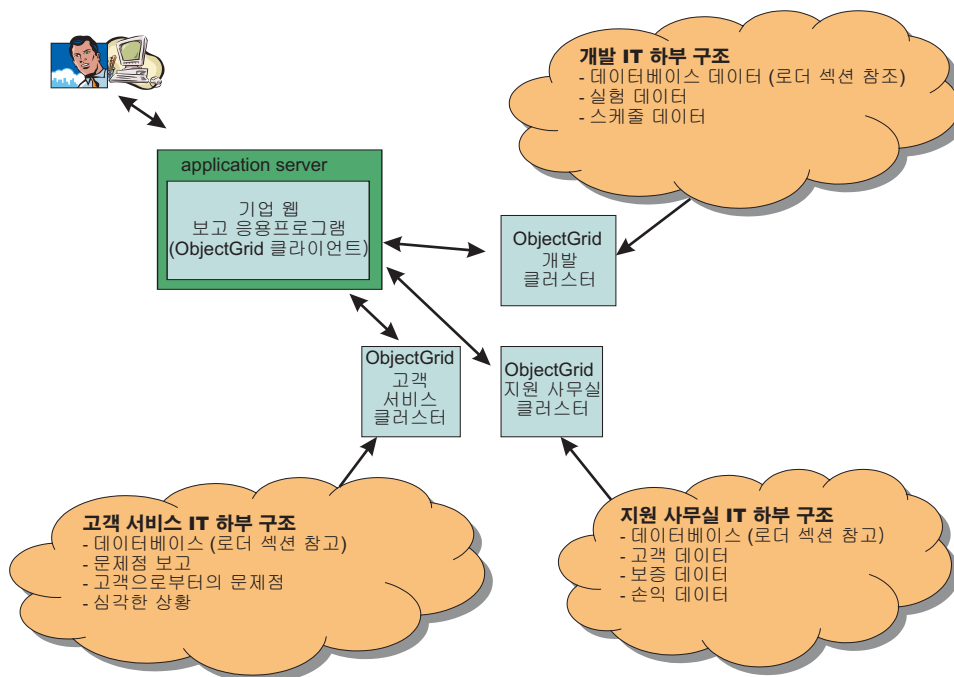 개발 IT 하부 구조
- 데이터베이스 데이터 (로더 섹션 참조)
- 실험 데이터
- 스케줄 데이터
application server
기업 웹
보고 응용프로그램
(ObjectGrid 클라이언트)
ObjectGrid
개발
클러스터
ObjectGrid
고객
서비스
클러스터
ObjectGrid
지원 사무실
클러스터
고객 서비스 IT 하부 구조
- 데이터베이스 (로더 섹션 참고)
- 문제점 보고
- 고객으로부터의 문제점
- 심각한 상황
지원 사무실 IT 하부 구조
- 데이터베이스 (로더 섹션 참고)
- 고객 데이터
- 보증 데이터
- 손익 데이터